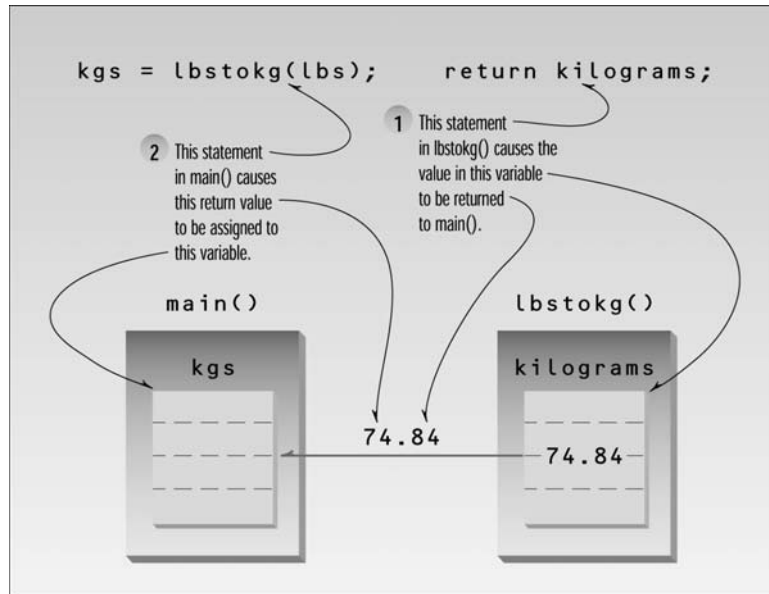 kgs = lbstokg(lbs);
return kilograms;
2 This statement
in main() causes
this return value
to be assigned to
this variable.
1 This statement
in lbstokg() causes the
value in this variable
to be returned
to main().
main()
lbstokg()
kgs
kilograms
74.84
74.84